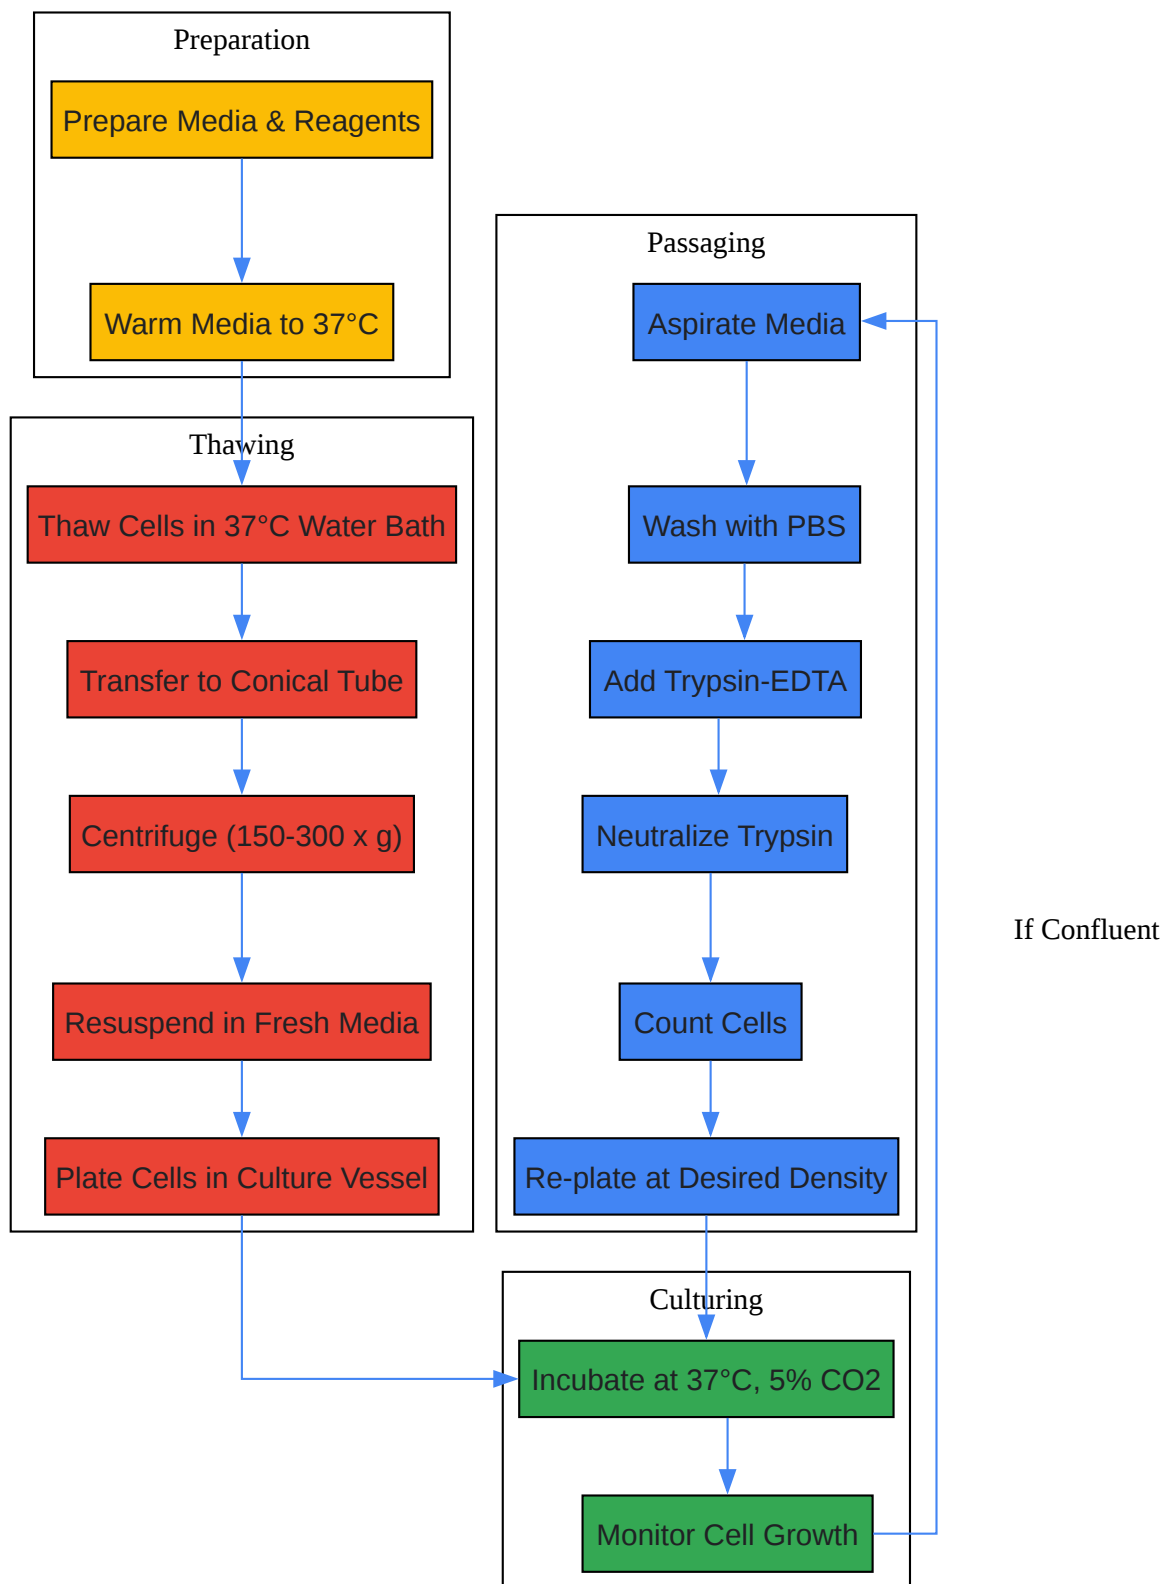 Preparation
Prepare Media & Reagents
Warm Media to 37°C
Thawing
Thaw Cells in 37°C Water Bath
Transfer to Conical Tube
Centrifuge (150-300 x g)
Resuspend in Fresh Media
Plate Cells in Culture Vessel
Passaging
Aspirate Media
Wash with PBS
Add Trypsin-EDTA
Neutralize Trypsin
Count Cells
Re-plate at Desired Density
If Confluent
Culturing
Incubate at 37°C, 5% CO2
Monitor Cell Growth